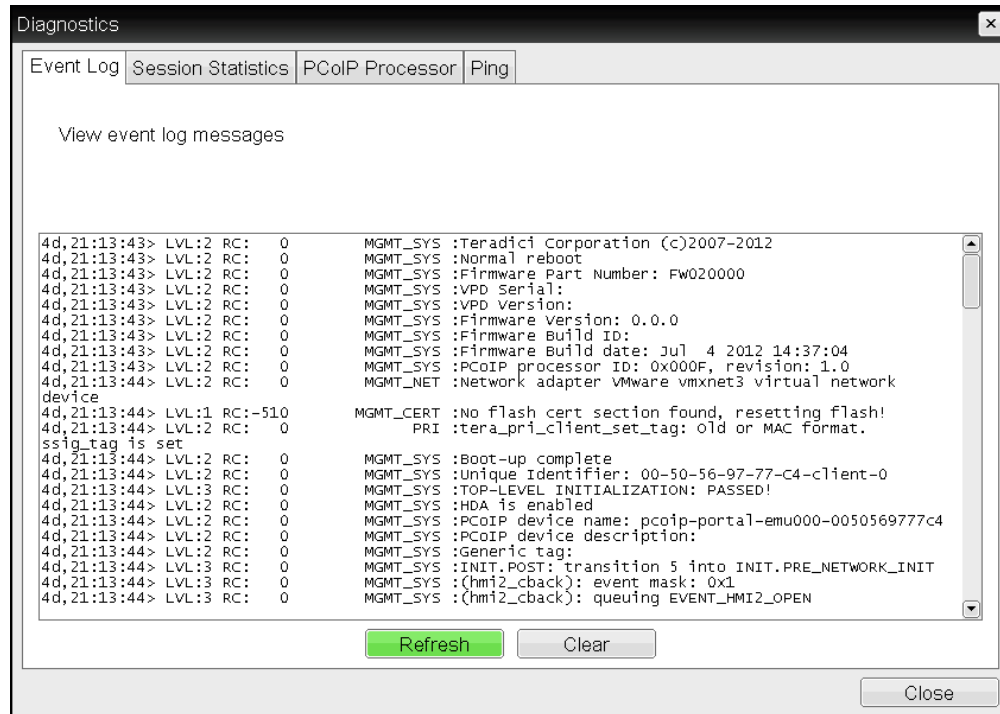 Diagnostics
Event Log Session Statistics PCoIP Processor Ping
View event log messages
4d,21:13:43> LVL:2 RC: 0 MGMT_SYS :Teradici Corporation (c)2007-2012
4d,21:13:43> LVL:2 RC: 0 MGMT_SYS :Normal reboot
4d,21:13:43> LVL:2 RC: 0 MGMT_SYS :Firmware Part Number: FW020000
4d,21:13:43> LVL:2 RC: 0 MGMT_SYS :VPD Serial:
4d,21:13:43> LVL:2 RC: 0 MGMT_SYS :VPD Version:
4d,21:13:43> LVL:2 RC: 0 MGMT_SYS :Firmware Version: 0.0.0
4d,21:13:43> LVL:2 RC: 0 MGMT_SYS :Firmware Build ID:
4d,21:13:43> LVL:2 RC: 0 MGMT_SYS :Firmware Build date: Jul 4 2012 14:37:04
4d,21:13:43> LVL:2 RC: 0 MGMT_SYS :PCoIP processor ID: 0x000F, revision: 1.0
4d,21:13:44> LVL:2 RC: 0 MGMT_NET :Network adapter VMware vmxnet3 virtual network
device
4d,21:13:44> LVL:1 RC:-510 MGMT_CERT :No flash cert section found, resetting flash!
4d,21:13:44> LVL:2 RC: 0 PRI :tera_pri_client_set_tag: Old or MAC format.
ssig_tag is set
4d,21:13:44> LVL:2 RC: 0 MGMT_SYS :Boot-up complete
4d,21:13:44> LVL:2 RC: 0 MGMT_SYS :Unique Identifier: 00-50-56-97-77-C4-client-0
4d,21:13:44> LVL:3 RC: 0 MGMT_SYS :TOP-LEVEL INITIALIZATION: PASSED!
4d,21:13:44> LVL:2 RC: 0 MGMT_SYS :HDA is enabled
4d,21:13:44> LVL:2 RC: 0 MGMT_SYS :PCoIP device name: pcoip-portal-emu000-0050569777c4
4d,21:13:44> LVL:2 RC: 0 MGMT_SYS :PCoIP device description:
4d,21:13:44> LVL:2 RC: 0 MGMT_SYS :Generic tag:
4d,21:13:44> LVL:3 RC: 0 MGMT_SYS :INIT.POST: transition 5 into INIT.PRE_NETWORK_INIT
4d,21:13:44> LVL:3 RC: 0 MGMT_SYS :(hmi2_cback): event mask: 0x1
4d,21:13:44> LVL:3 RC: 0 MGMT_SYS :(hmi2_cback): queuing EVENT_HMI2_OPEN
Refresh Clear
Close